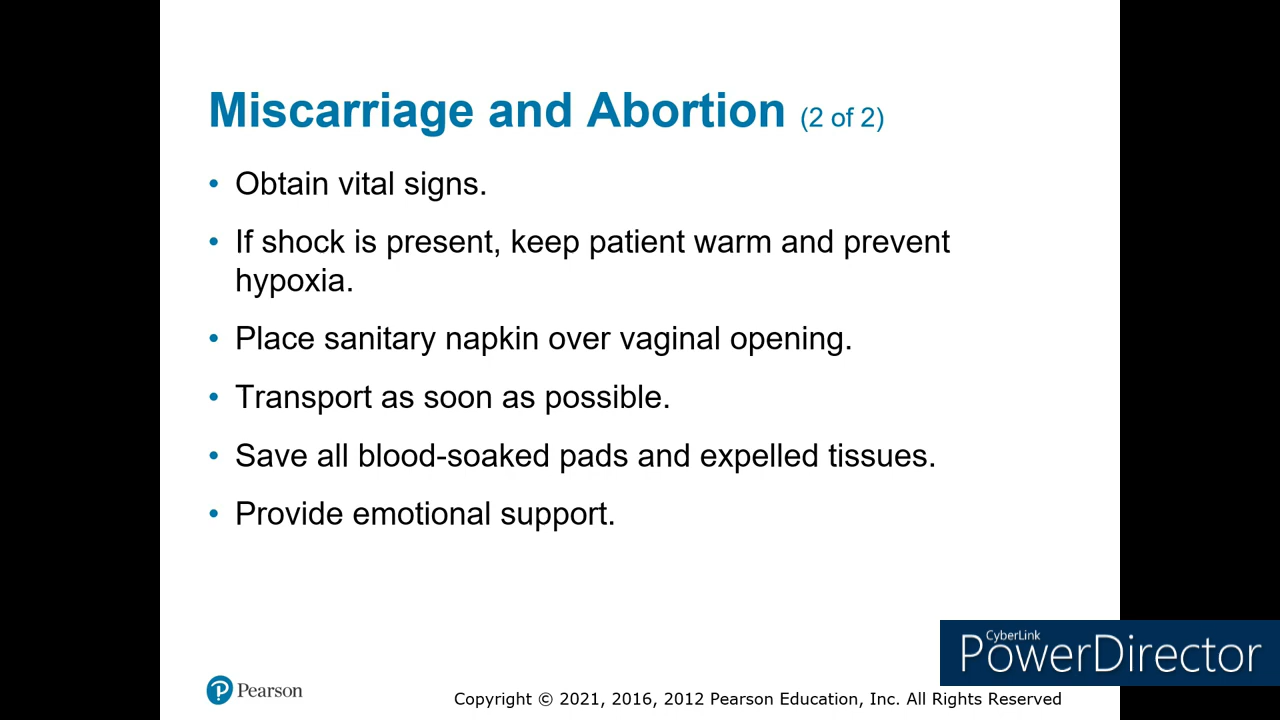 Miscarriage and Abortion (2 of 2)
• Obtain vital signs.
• If shock is present, keep patient warm and prevent
hypoxia.
• Place sanitary napkin over vaginal opening.
• Transport as soon as possible.
• Save all blood-soaked pads and expelled tissues.
• Provide emotional support.
CyberLink
PowerDirector
Pearson
Copyright © 2021, 2016, 2012 Pearson Education, Inc. All Rights Reserved